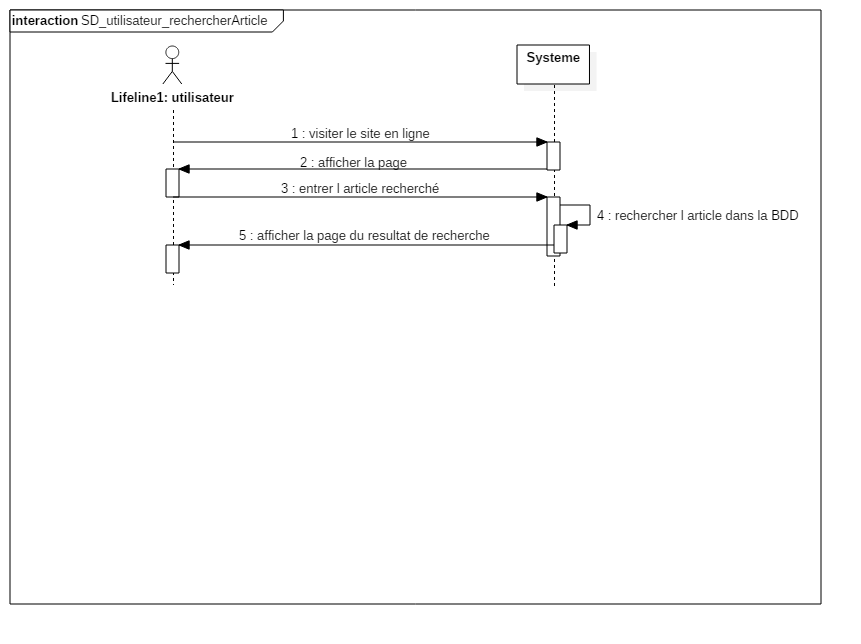 interaction SD_utilisateur_rechercherArticle
Systeme
Lifeline1: utilisateur
1 : visiter le site en ligne
2 : afficher la page
3 : entrer l article recherché
4 : rechercher l article dans la BDD
5 : afficher la page du resultat de recherche